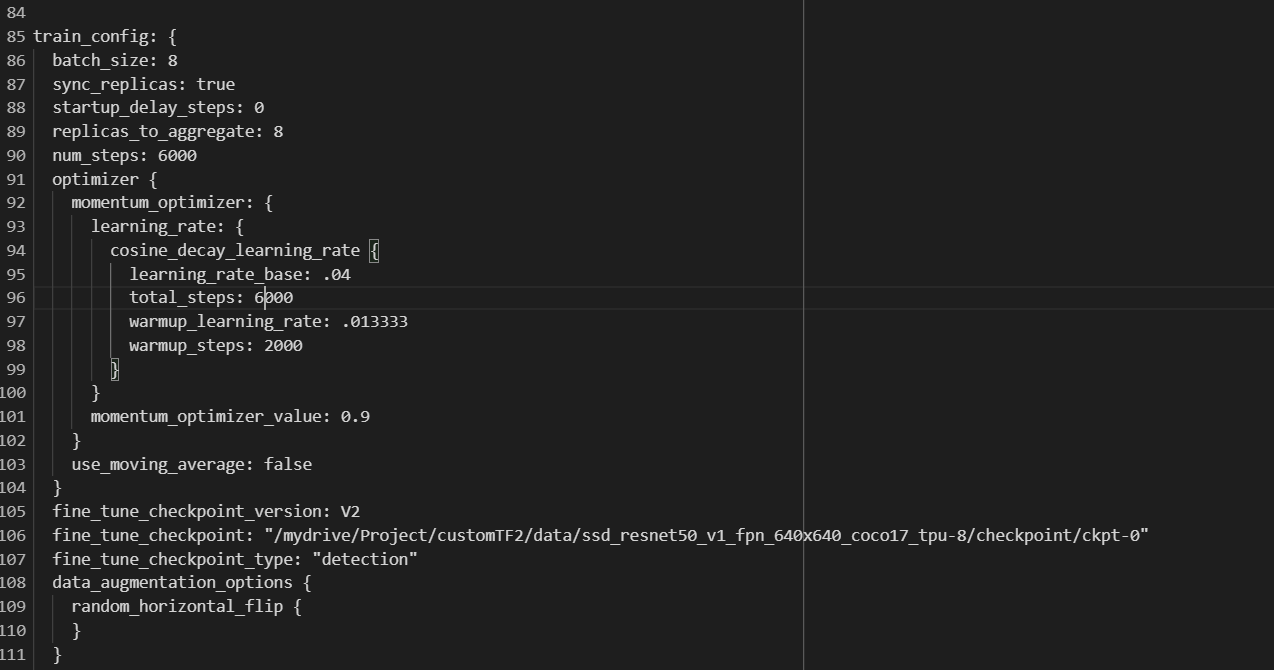 84
85 train_config: {
86 batch_size: 8
87 sync_replicas: true
88 startup_delay_steps: 0
89 replicas_to_aggregate: 8
90 num_steps: 6000
91 optimizer {
92 momentum_optimizer: {
93 learning_rate: {
94 cosine_decay_learning_rate {
95 learning_rate_base: .04
96 total_steps: 6000
97 warmup_learning_rate: .013333
98 warmup_steps: 2000
99 }
100 }
101 momentum_optimizer_value: 0.9
102 }
103 use_moving_average: false
104 }
105 fine_tune_checkpoint_version: V2
106 fine_tune_checkpoint: "/mydrive/Project/customTF2/data/ssd_resnet50_v1_fpn_640x640_coco17_tpu-8/checkpoint/ckpt-0"
107 fine_tune_checkpoint_type: "detection"
108 data_augmentation_options {
109 random_horizontal_flip {
110 }
111 }